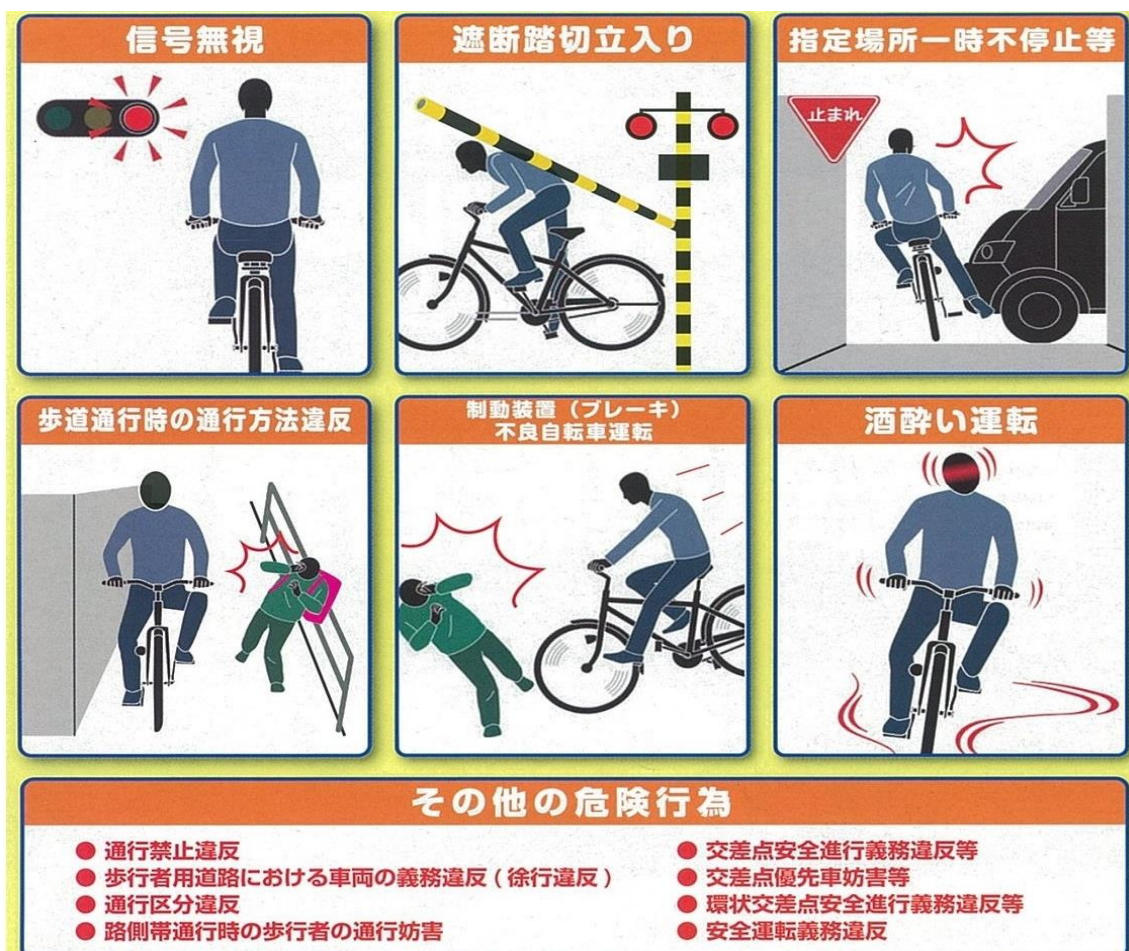 信号無視
遮断踏切立入り
指定場所一時不停止等
止まれ
歩道通行時の通行方法違反
制動装置（ブレーキ）
不良自転車運転
酒酔い運転
その他の危険行為
● 通行禁止違反
● 歩行者用道路における車両の義務違反（徐行違反）
● 通行区分違反
● 路側帯通行時の歩行者の通行妨害
● 交差点安全進行義務違反等
● 交差点優先車妨害等
● 環状交差点安全進行義務違反等
● 安全運転義務違反